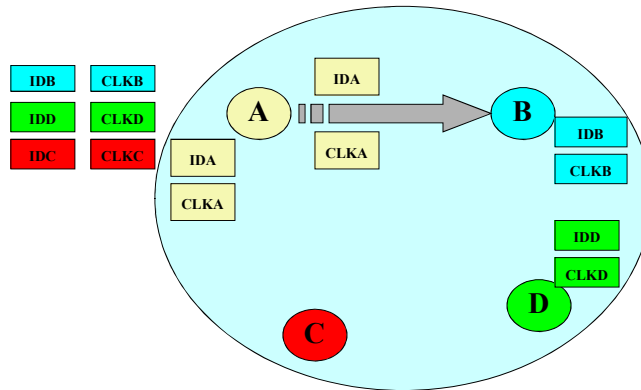 IDA
IDB CLKB
A
B
IDD CLKD
IDB
IDC CLKC
IDA
CLKA
CLKB
CLKA
IDD
CLKD
D
C